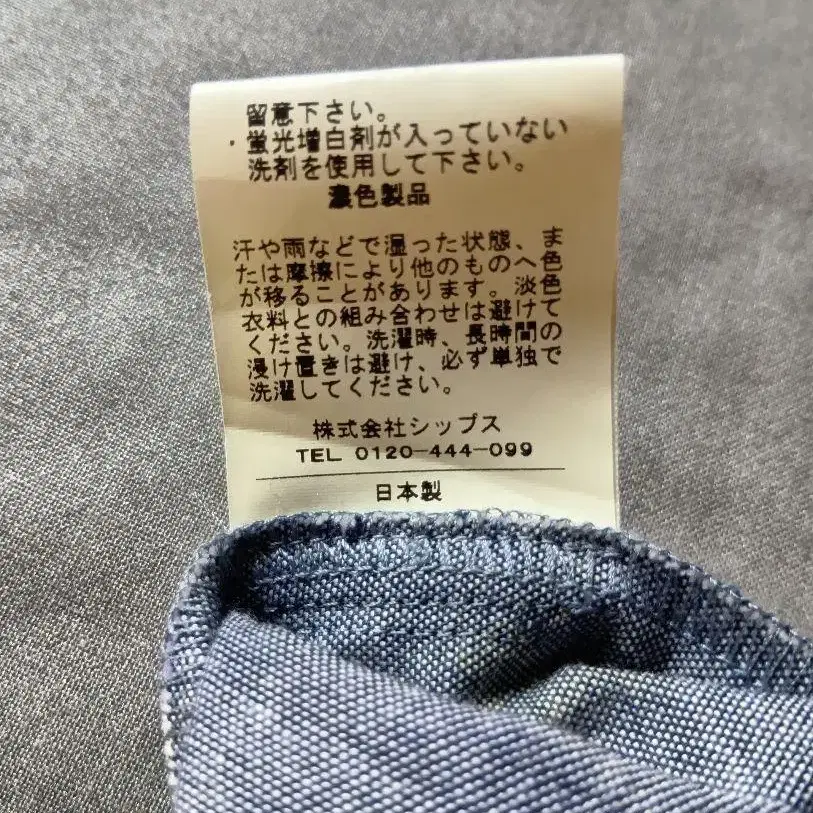 留意下さい。
・蛍光増白剤が入っていない
洗剤を使用して下さい。
濃色製品
汗や雨などで湿った状態、ま
たは摩擦により他のものへ色
が移ることがあります。淡色
衣料との組み合わせは避けて
ください。洗濯時、長時間の
浸け置きは避け、必ず単独で
洗濯してください。
株式会社シップス
TEL 0120-444-099
日本製